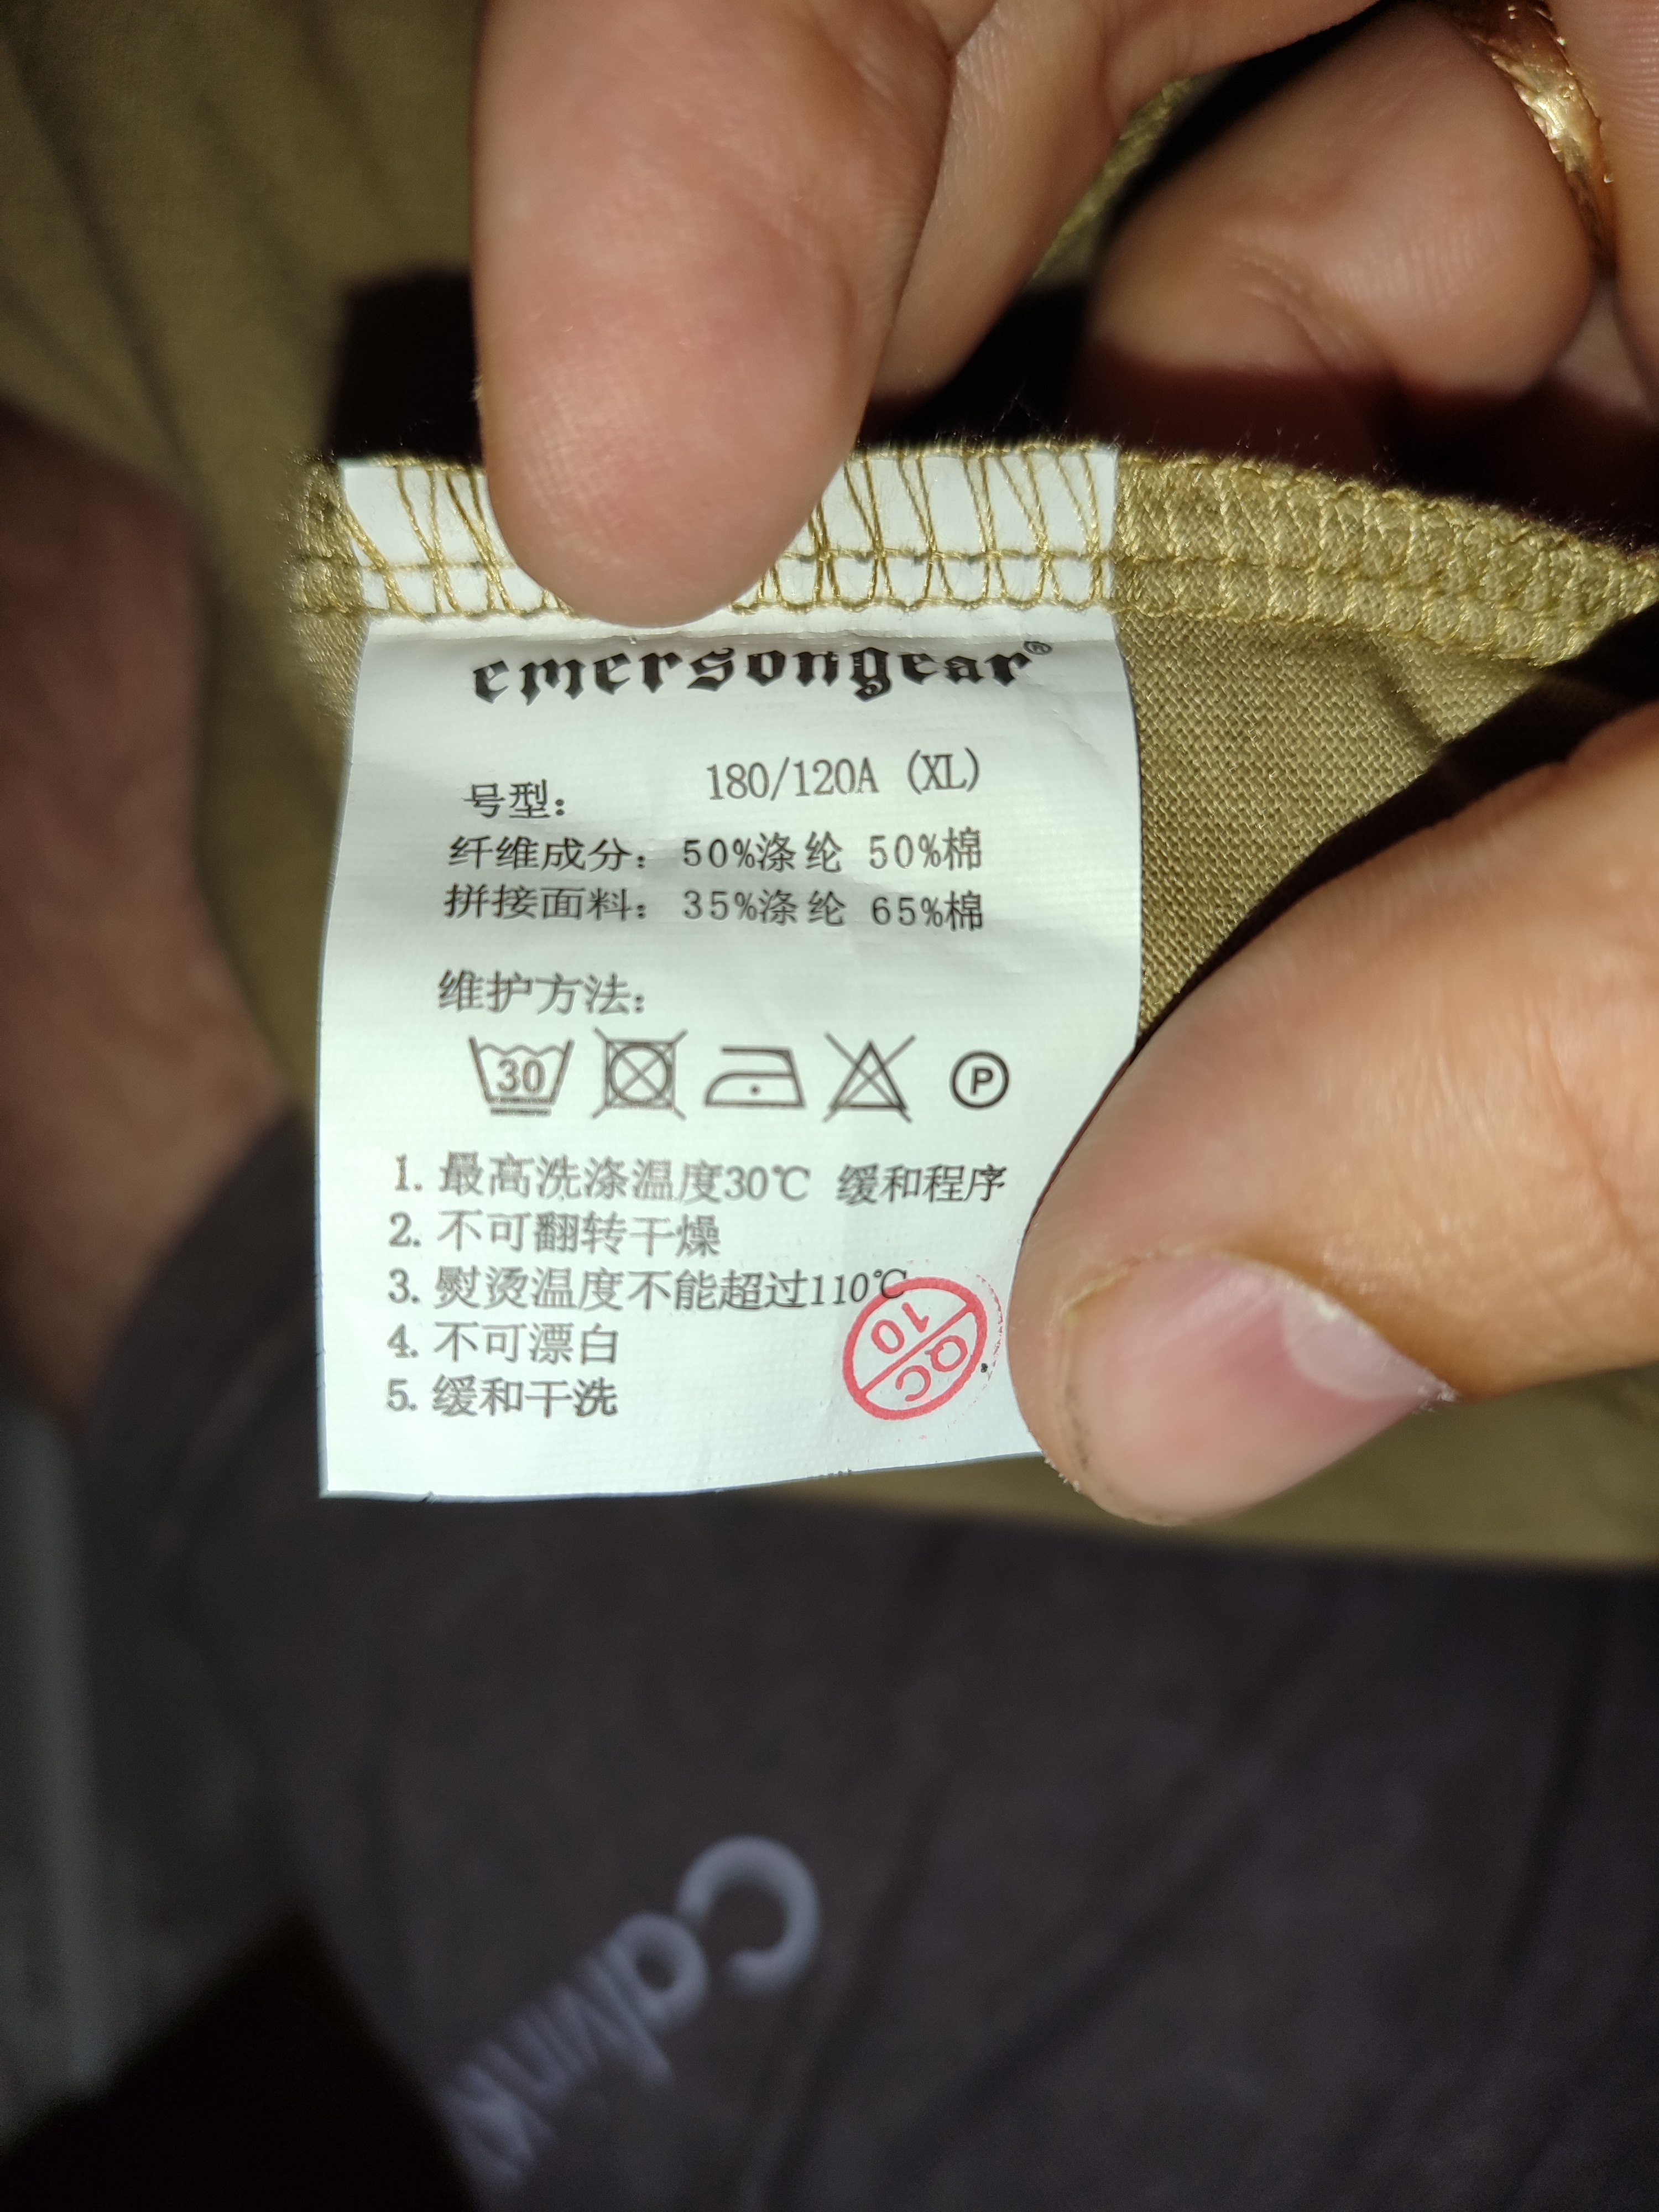 emersongear®
号型： 180/120A (XL)
纤维成分：50%涤纶 50%棉
拼接面料：35%涤纶 65%棉
维护方法：
30 P
1. 最高洗涤温度30℃ 缓和程序
2. 不可翻转干燥
3. 熨烫温度不能超过110℃
4. 不可漂白
5. 缓和干洗
QC
10
Calvin K